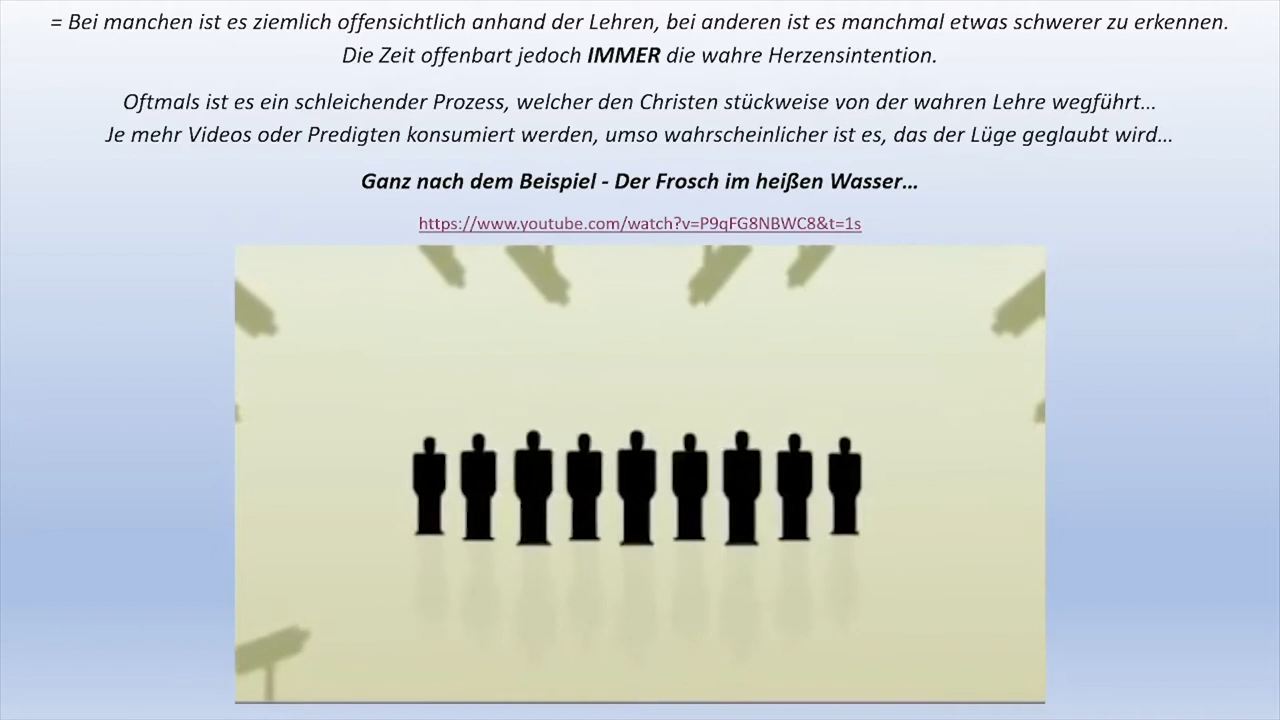 = Bei manchen ist es ziemlich offensichtlich anhand der Lehren, bei anderen ist es manchmal etwas schwerer zu erkennen.
Die Zeit offenbart jedoch IMMER die wahre Herzensintention.
Oftmals ist es ein schleichender Prozess, welcher den Christen stückweise von der wahren Lehre wegführt...
Je mehr Videos oder Predigten konsumiert werden, umso wahrscheinlicher ist es, das der Lüge geglaubt wird...
Ganz nach dem Beispiel - Der Frosch im heißen Wasser...
https://www.youtube.com/watch?v=P9qFG8NBWC8&t=1s